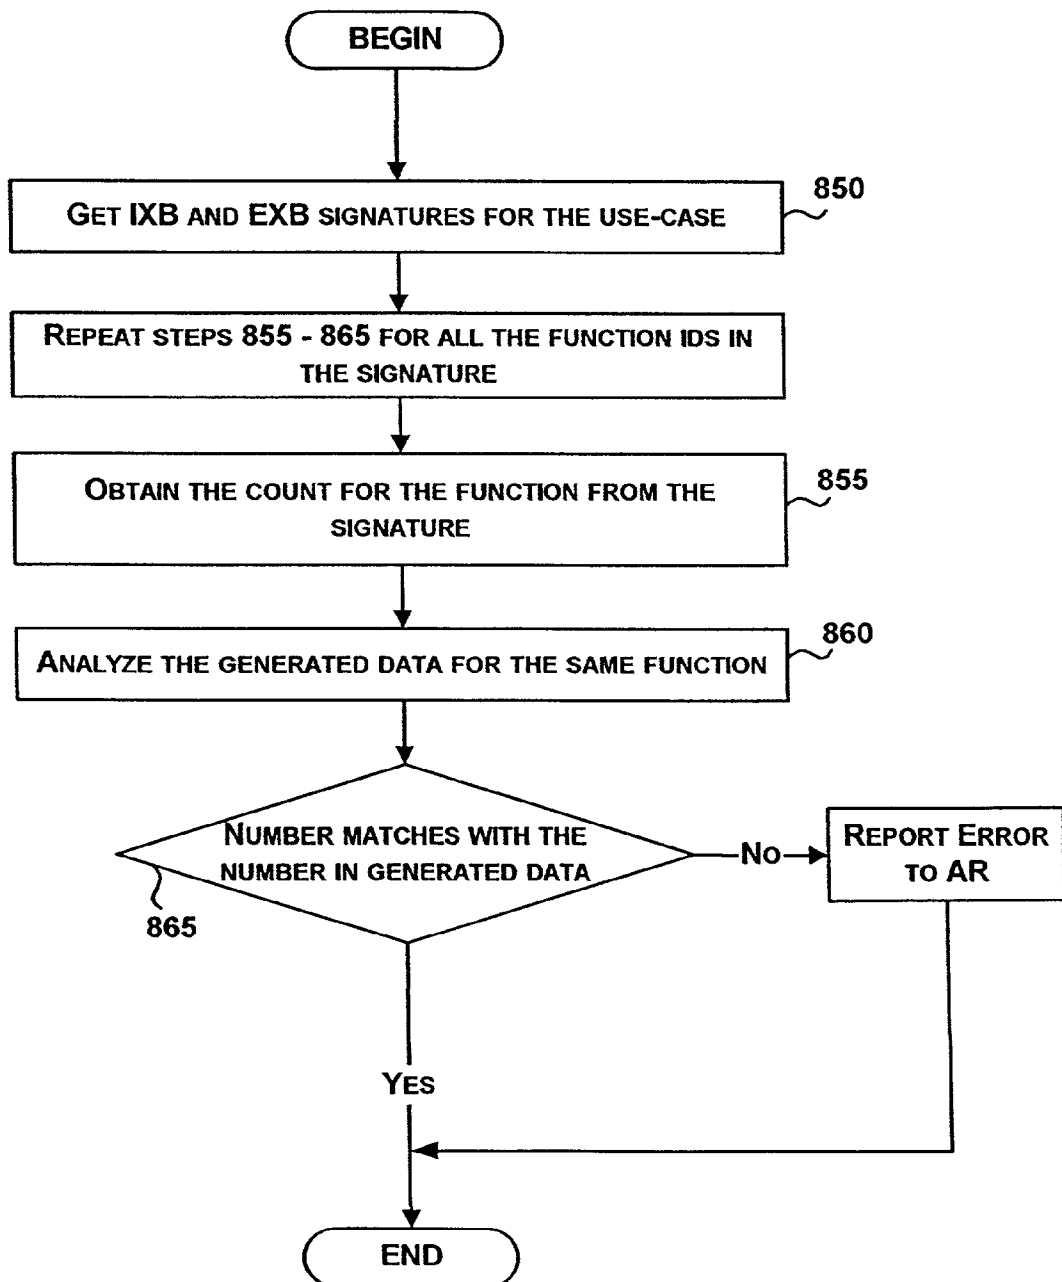 BEGIN
GET IXB AND EXB SIGNATURES FOR THE USE-CASE
850
REPEAT STEPS 855 - 865 FOR ALL THE FUNCTION IDS IN
THE SIGNATURE
OBTAIN THE COUNT FOR THE FUNCTION FROM THE
SIGNATURE
855
ANALYZE THE GENERATED DATA FOR THE SAME FUNCTION
860
NUMBER MATCHES WITH THE
NUMBER IN GENERATED DATA
865
NO
REPORT ERROR
TO AR
YES
END